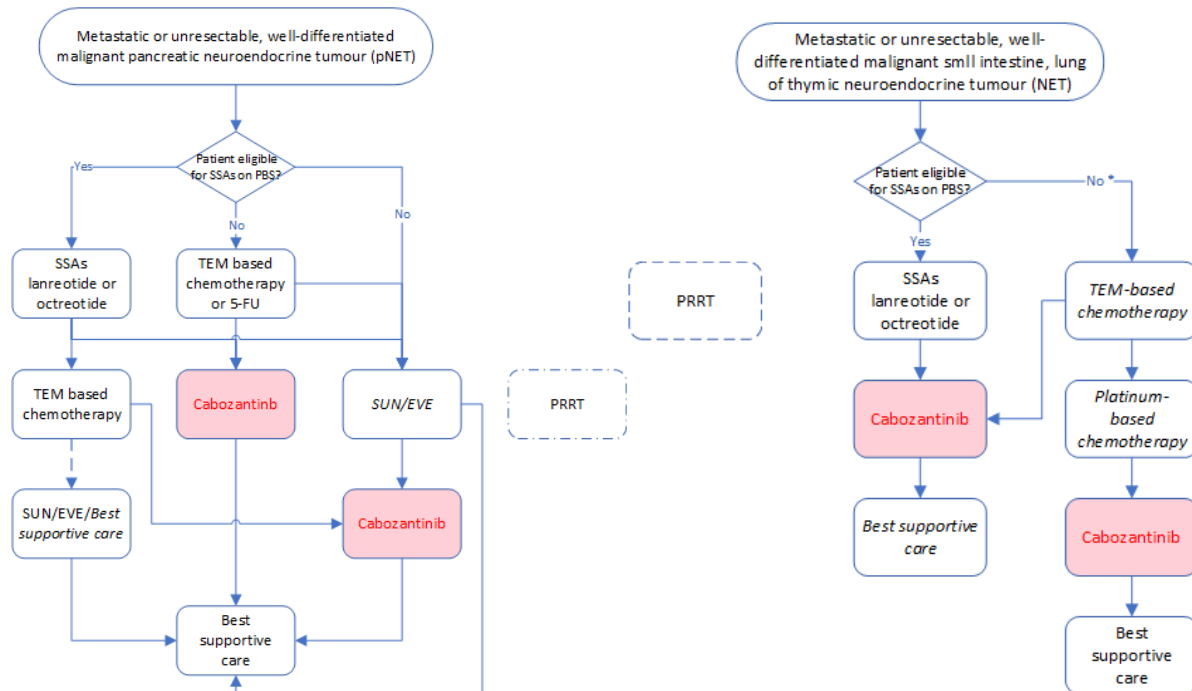 Metastatic or unresectable, well-differentiated
malignant pancreatic neuroendocrine tumour (pNET)
Patient eligible
for SSAs on PBS?
Yes
No
No
SSAs
lanreotide or
octreotide
TEM based
chemotherapy
or 5-FU
TEM based
chemotherapy
Cabozantinb
SUN/EVE
PRRT
SUN/EVE/Best
supportive care
Cabozantinib
Best
supportive
care
PRRT
Metastatic or unresectable, well-
differentiated malignant smll intestine, lung
of thymic neuroendocrine tumour (NET)
Patient eligible
for SSAs on PBS?
No *
Yes
SSAs
lanreotide or
octreotide
TEM-based
chemotherapy
Cabozantinib
Platinum-
based
chemotherapy
Best supportive
care
Cabozantinib
Best
supportive
care